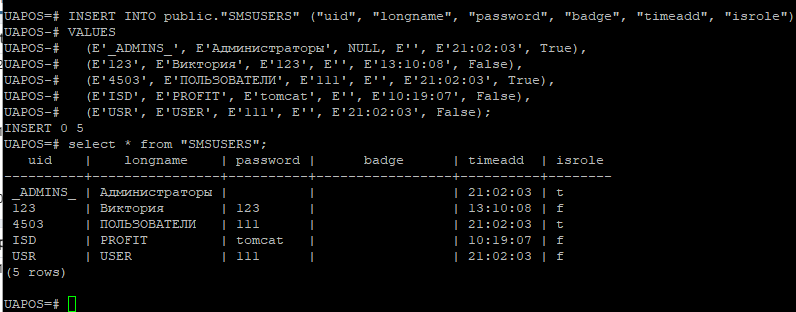 UAPOS=# INSERT INTO public."SMSUSERS" ("uid", "longname", "password", "badge", "timeadd", "isrole")
UAPOS-# VALUES
UAPOS-#   (E'_ADMINS_', E'Администраторы', NULL, E'', E'21:02:03', True),
UAPOS-#   (E'123', E'Виктория', E'123', E'', E'13:10:08', False),
UAPOS-#   (E'4503', E'ПОЛЬЗОВАТЕЛИ', E'111', E'', E'21:02:03', True),
UAPOS-#   (E'ISD', E'PROFIT', E'tomcat', E'', E'10:19:07', False),
UAPOS-#   (E'USR', E'USER', E'111', E'', E'21:02:03', False);
INSERT 0 5
UAPOS=# select * from "SMSUSERS";
   uid    |    longname    | password |      badge      | timeadd  | isrole
----------+----------------+----------+-----------------+----------+--------
 _ADMINS_ | Администраторы |          |                 | 21:02:03 | t
 123      | Виктория       | 123      |                 | 13:10:08 | f
 4503     | ПОЛЬЗОВАТЕЛИ   | 111      |                 | 21:02:03 | t
 ISD      | PROFIT         | tomcat   |                 | 10:19:07 | f
 USR      | USER           | 111      |                 | 21:02:03 | f
(5 rows)
UAPOS=#